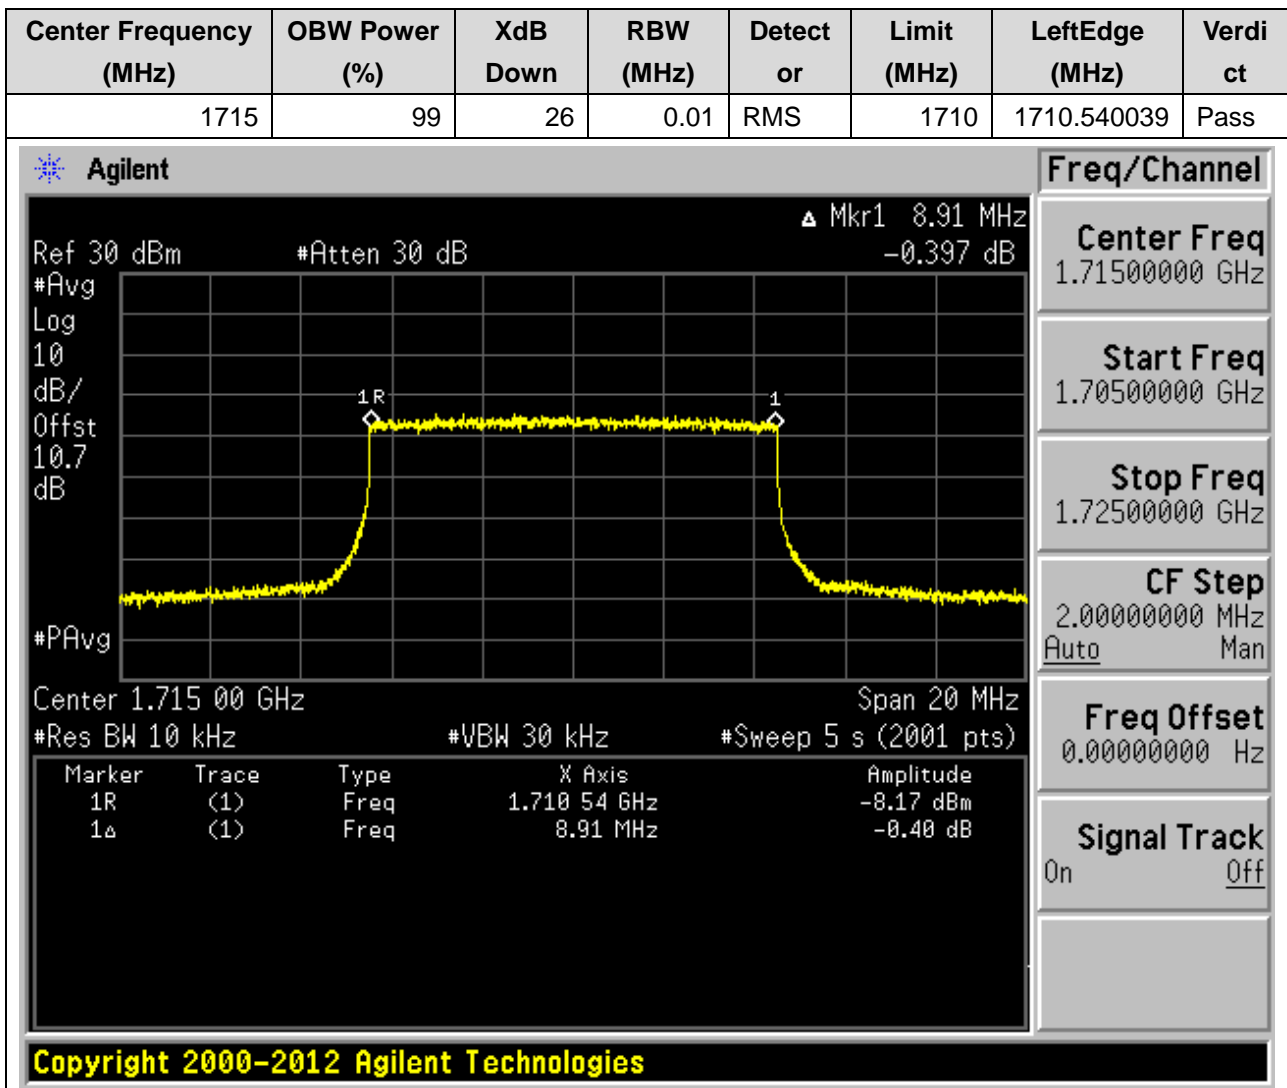 Center Frequency (MHz) OBW Power (%) XdB Down RBW (MHz) Detect or Limit (MHz) LeftEdge (MHz) Verdi ct
1715 99 26 0.01 RMS 1710 1710.540039 Pass
Agilent
Freq/Channel
Δ Mkr1 8.91 MHz
Ref 30 dBm #Atten 30 dB -0.397 dB
#Avg
Log
10
dB/
Offst
10.7
dB
#PAvg
1R
1
Center 1.715 00 GHz Span 20 MHz
#Res BW 10 kHz #VBW 30 kHz #Sweep 5 s (2001 pts)
Marker Trace Type X Axis Amplitude
1R (1) Freq 1.710 54 GHz -8.17 dBm
1Δ (1) Freq 8.91 MHz -0.40 dB
Center Freq
1.71500000 GHz
Start Freq
1.70500000 GHz
Stop Freq
1.72500000 GHz
CF Step
2.00000000 MHz
Auto Man
Freq Offset
0.00000000 Hz
Signal Track
On Off
Copyright 2000-2012 Agilent Technologies